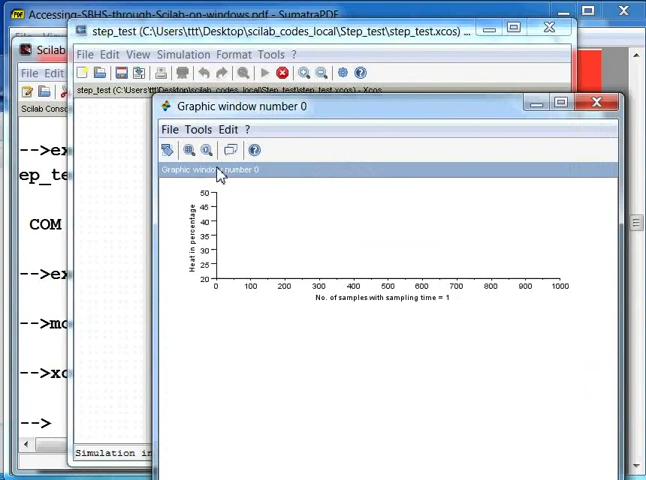 Accessing-SBHS-through-Scilab-on-windows.pdf - SumatraPDF
step_test (C:\Users\ttt\Desktop\scilab_codes_local\Step_test\step_test.xcos) ...
Scilab
File Edit View Simulation Format Tools ?
File Edit
step_test (C:\Users\ttt\Desktop\scilab_codes_local\Step_test\step_test.xcos) - Xcos
Scilab Cons
Graphic window number 0
File Tools Edit ?
Graphic window number 0
-->ex
ep_te
COM
-->ex
-->mo
-->xc
-->
Heat in percentage
50
45
40
35
30
25
20
0 100 200 300 400 500 600 700 800 900 1000
No. of samples with sampling time = 1
Simulation in